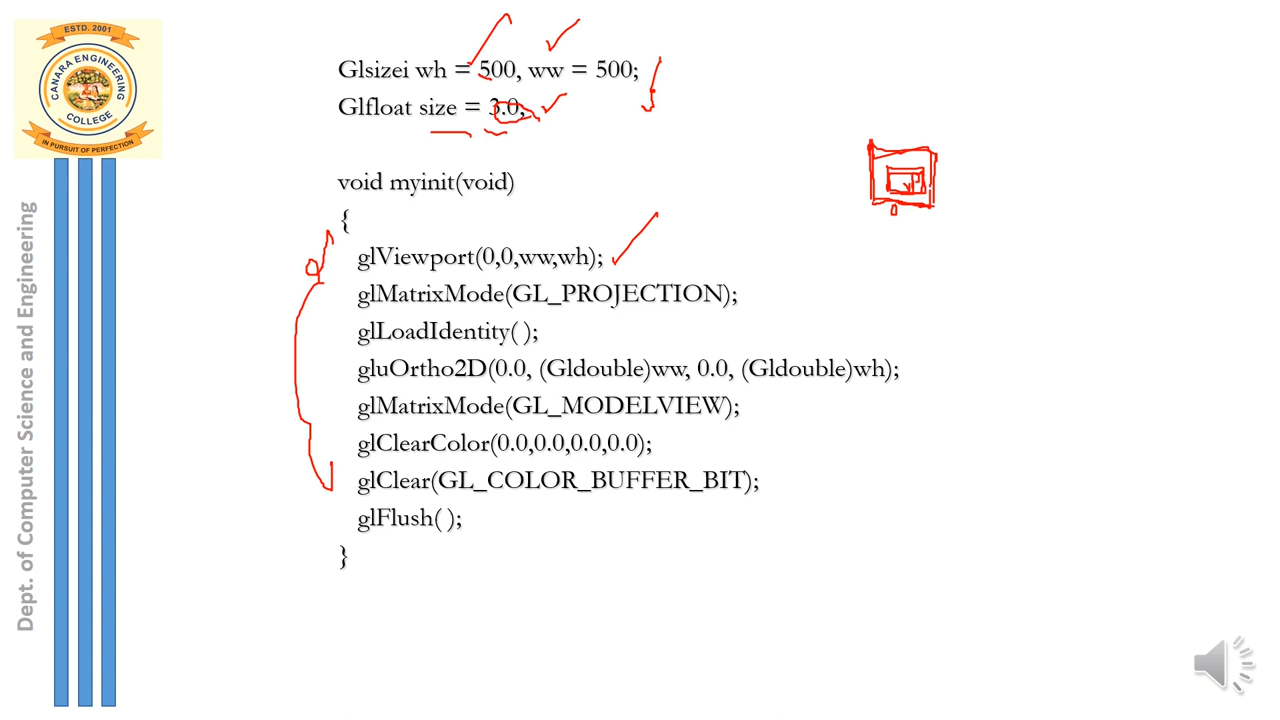 ESTD. 2001
CANARA ENGINEERING
COLLEGE
IN PURSUIT OF PERFECTION
Dept. of Computer Science and Engineering
Glsizei wh = 500, ww = 500;
Glfloat size = 3.0;
void myinit(void)
{
glViewport(0,0,ww,wh);
glMatrixMode(GL_PROJECTION);
glLoadIdentity( );
gluOrtho2D(0.0, (Gldouble)ww, 0.0, (Gldouble)wh);
glMatrixMode(GL_MODELVIEW);
glClearColor(0.0,0.0,0.0,0.0);
glClear(GL_COLOR_BUFFER_BIT);
glFlush( );
}